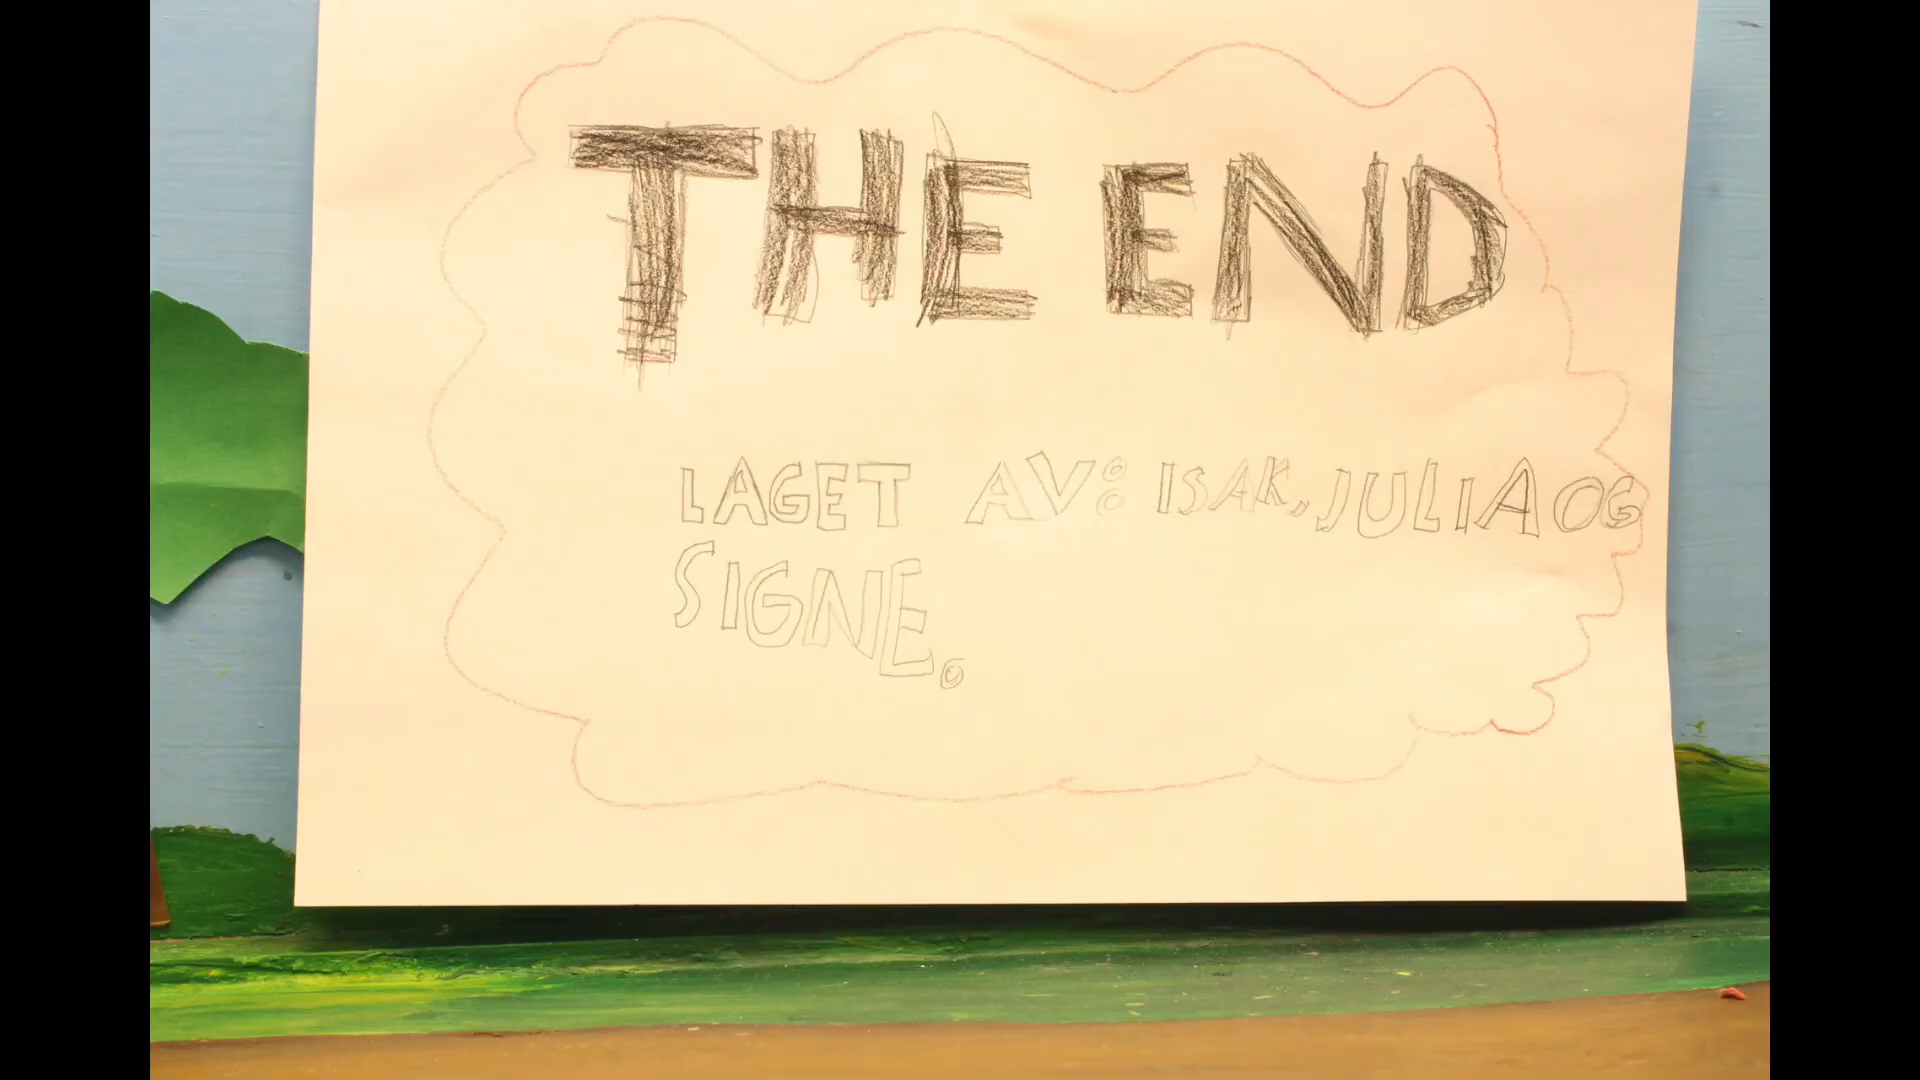 THE END
LAGET AV: ISAK, JULIA OG
SIGNE.